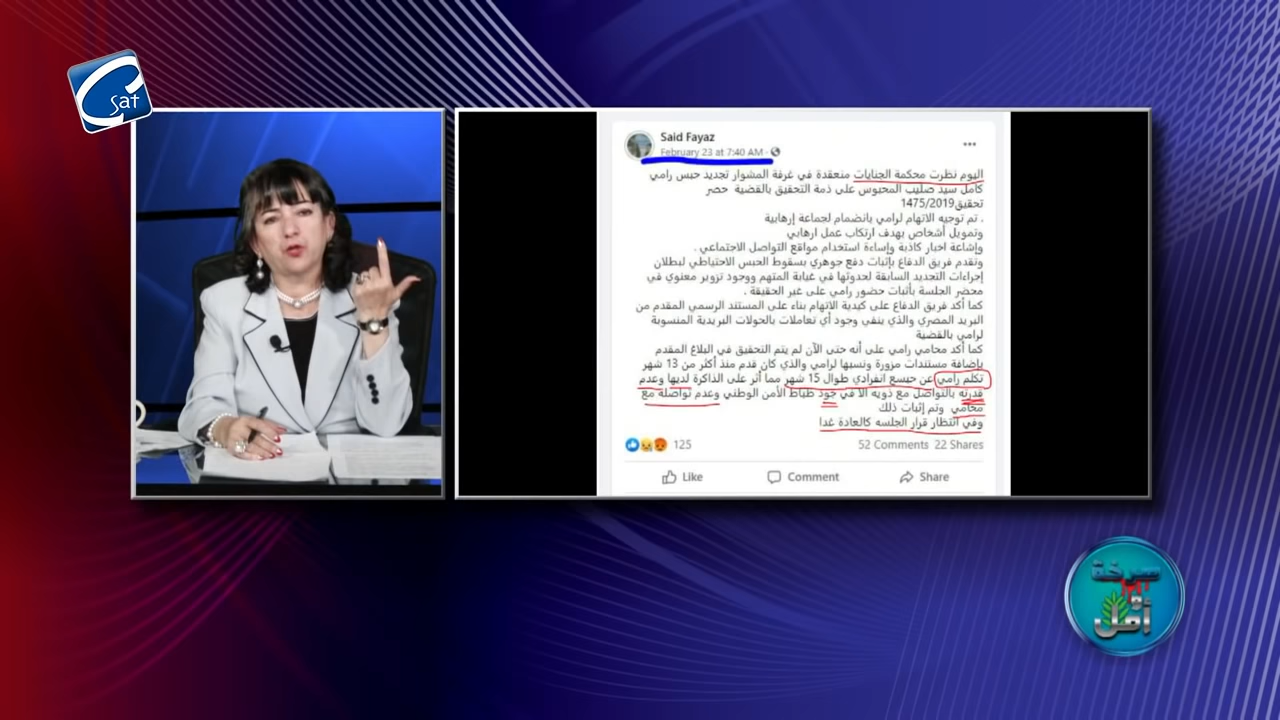 Sat
Said Fayaz
February 23 at 7:40 AM ·
اليوم نظرت محكمة الجنايات منعقدة في غرفة المشوار تجديد حبس رامي
كامل سيد صليب المحبوس على ذمة التحقيق بالقضية حصر
تحقيق1475/2019
. تم توجيه الاتهام لرامي بانضمام لجماعة إرهابية
وتمويل أشخاص بهدف ارتكاب عمل ارهابي
وإشاعة اخبار كاذبة وإساءة استخدام مواقع التواصل الاجتماعي .
وتقدم فريق الدفاع بإثبات دفع جوهري بسقوط الحبس الاحتياطي لبطلان
إجراءات التجديد السابقة لحدوثها في غيابة المتهم ووجود تزوير معنوي في
محضر الجلسة بأثبات حضور رامي على غير الحقيقة .
كما أكد فريق الدفاع على كيدية الاتهام بناء على المستند الرسمي المقدم من
البريد المصري والذي ينفي وجود أي تعاملات بالحولات البريدية المنسوبة
لرامي بالقضية
كما أكد محامي رامي على أنه حتى الآن لم يتم التحقيق في البلاغ المقدم
بإضافة مستندات مزورة ونسبها لرامي والذي كان قدم منذ أكثر من 13 شهر
تكلم رامي عن حبسع انفرادي طوال 15 شهر مما أثر على الذاكرة لديها وعدم
قدرته بالتواصل مع ذويه الا في جود ظباط الأمن الوطني وعدم تواصلة مع
محامي وتم إثبات ذلك
وفي انتظار قرار الجلسه كالعادة غدا
125
52 Comments 22 Shares
Like Comment Share
صرخة
و
أمل